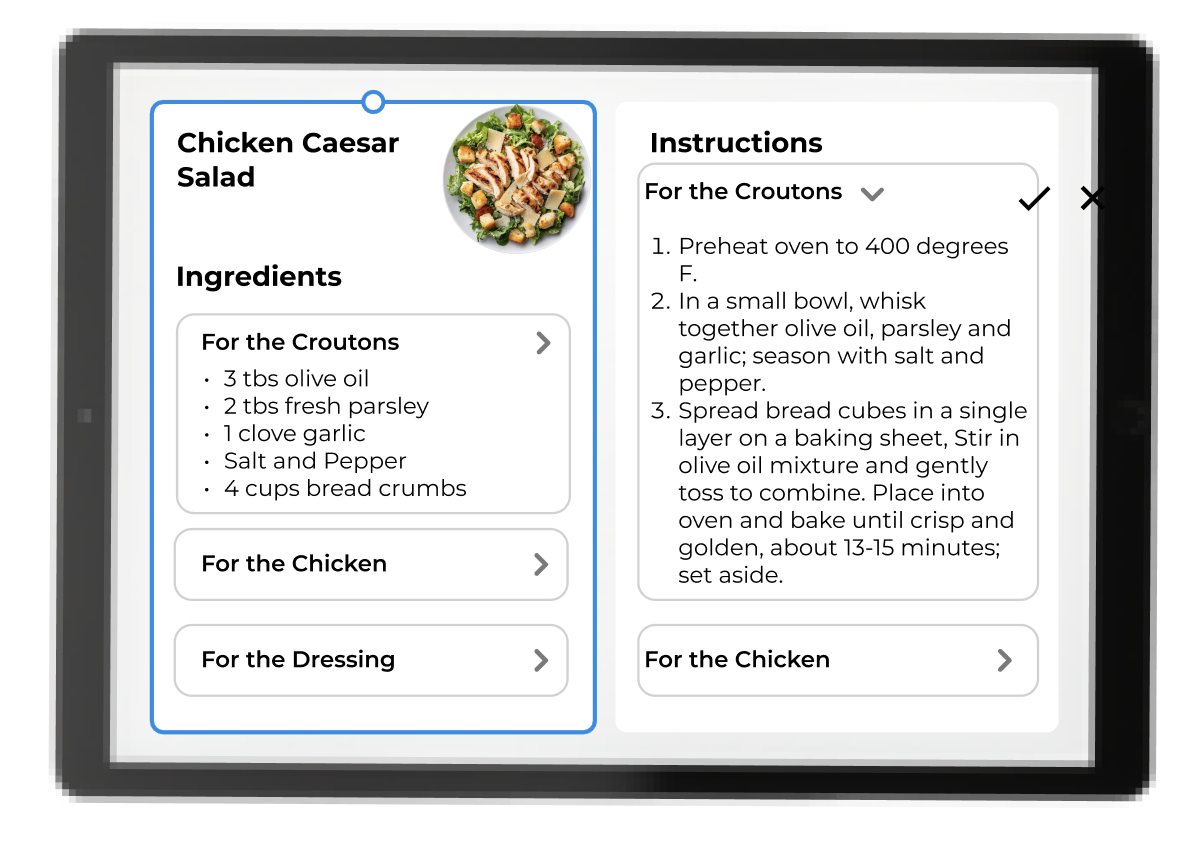 Chicken Caesar
Salad
Ingredients
For the Croutons
• 3 tbs olive oil
• 2 tbs fresh parsley
• 1 clove garlic
• Salt and Pepper
• 4 cups bread crumbs
For the Chicken
For the Dressing
Instructions
For the Croutons
1. Preheat oven to 400 degrees
F.
2. In a small bowl, whisk
together olive oil, parsley and
garlic; season with salt and
pepper.
3. Spread bread cubes in a single
layer on a baking sheet, Stir in
olive oil mixture and gently
toss to combine. Place into
oven and bake until crisp and
golden, about 13-15 minutes;
set aside.
For the Chicken